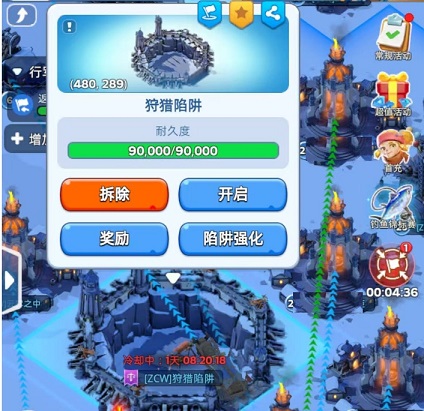 (480, 289)
狩猎陷阱
耐久度
90,000/90,000
拆除
开启
奖励
陷阱强化
行军
增加
常规活动
超值活动
首充
钓鱼锦标赛
1
00:04:36
之中
冷却中：1天 08:20:18
[ZCW]狩猎陷阱